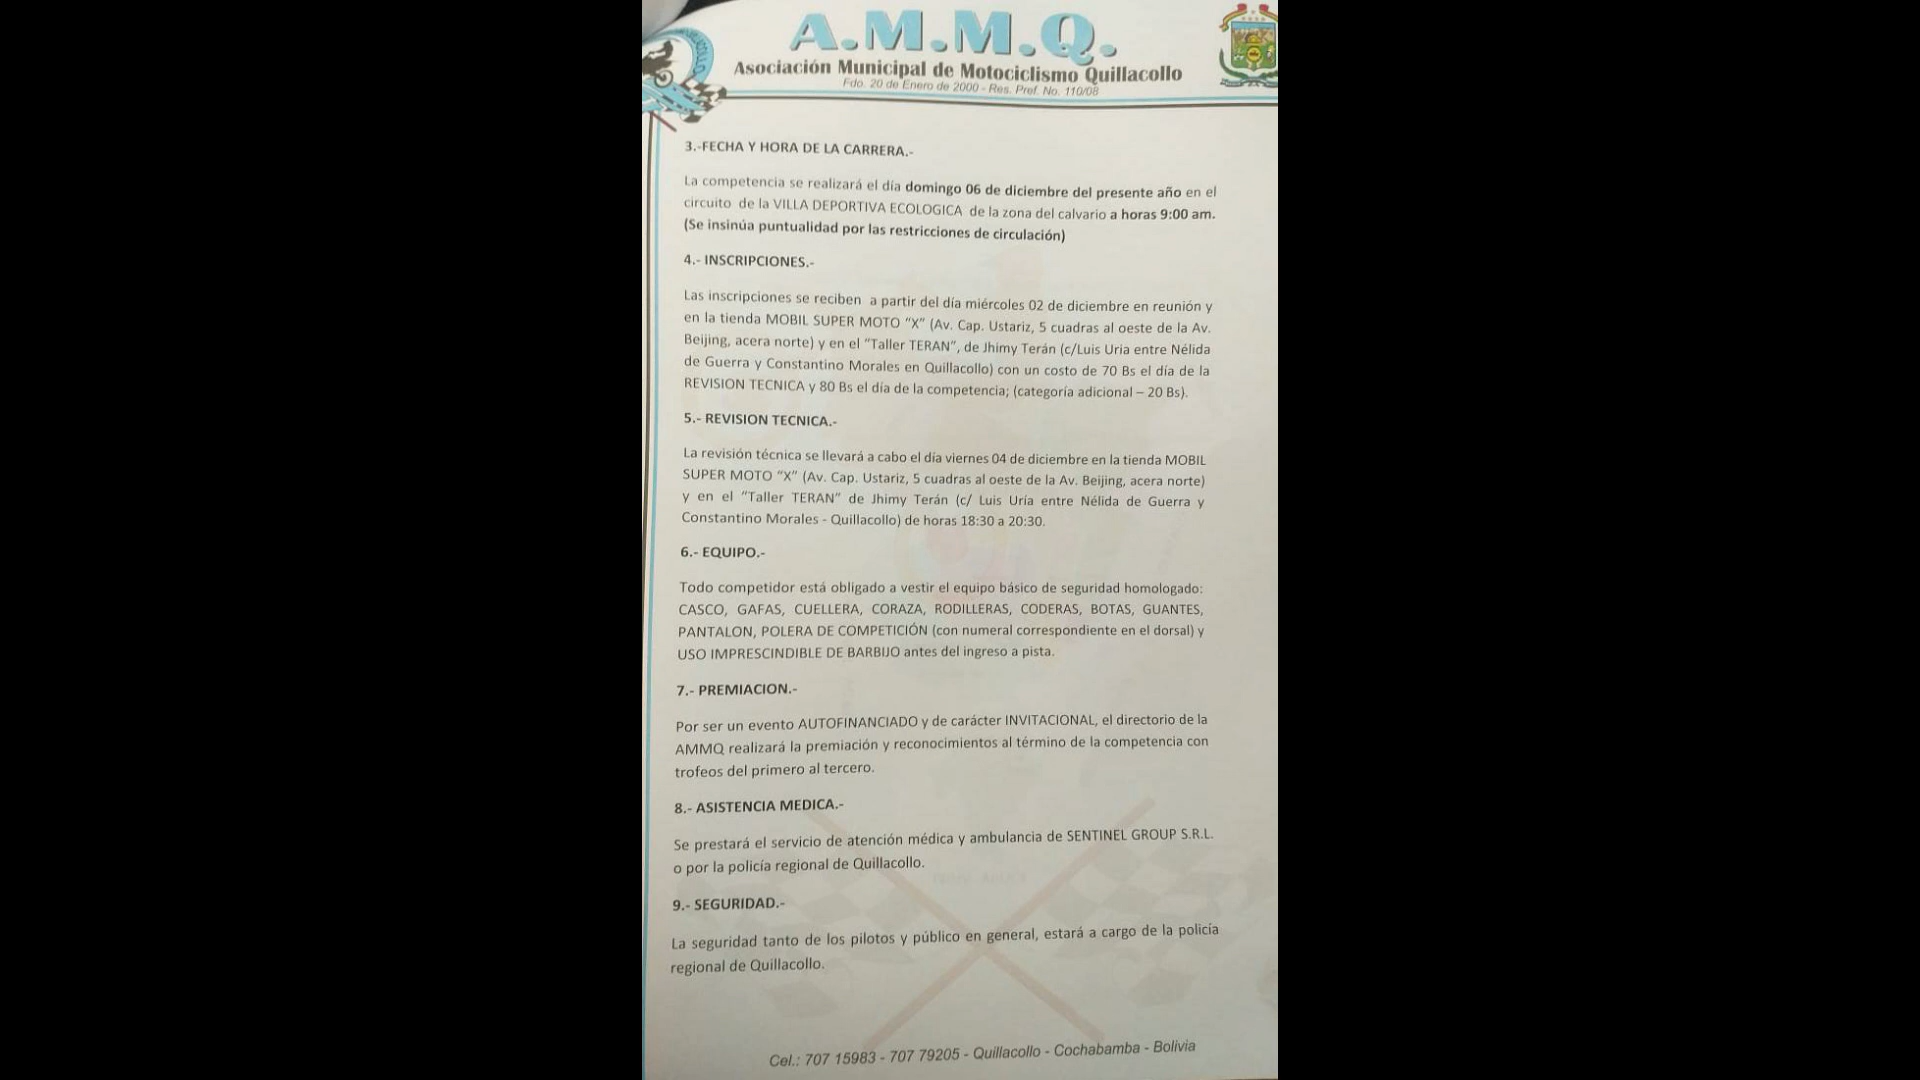 A.M.M.Q.
Asociación Municipal de Motociclismo Quillacollo
Fdo. 20 de Enero de 2000 - Res. Pref. No. 110/08
3.-FECHA Y HORA DE LA CARRERA.-
La competencia se realizará el día domingo 06 de diciembre del presente año en el
circuito de la VILLA DEPORTIVA ECOLOGICA de la zona del calvario a horas 9:00 am.
(Se insinúa puntualidad por las restricciones de circulación)
4.- INSCRIPCIONES.-
Las inscripciones se reciben a partir del día miércoles 02 de diciembre en reunión y
en la tienda MOBIL SUPER MOTO "X" (Av. Cap. Ustariz, 5 cuadras al oeste de la Av.
Beijing, acera norte) y en el "Taller TERAN", de Jhimy Terán (c/Luis Uria entre Nélida
de Guerra y Constantino Morales en Quillacollo) con un costo de 70 Bs el día de la
REVISION TECNICA y 80 Bs el día de la competencia; (categoría adicional – 20 Bs).
5.- REVISION TECNICA.-
La revisión técnica se llevará a cabo el día viernes 04 de diciembre en la tienda MOBIL
SUPER MOTO "X" (Av. Cap. Ustariz, 5 cuadras al oeste de la Av. Beijing, acera norte)
y en el "Taller TERAN" de Jhimy Terán (c/ Luis Uría entre Nélida de Guerra y
Constantino Morales - Quillacollo) de horas 18:30 a 20:30.
6.- EQUIPO.-
Todo competidor está obligado a vestir el equipo básico de seguridad homologado:
CASCO, GAFAS, CUELLERA, CORAZA, RODILLERAS, CODERAS, BOTAS, GUANTES,
PANTALON, POLERA DE COMPETICIÓN (con numeral correspondiente en el dorsal) y
USO IMPRESCINDIBLE DE BARBIJO antes del ingreso a pista.
7.- PREMIACION.-
Por ser un evento AUTOFINANCIADO y de carácter INVITACIONAL, el directorio de la
AMMQ realizará la premiación y reconocimientos al término de la competencia con
trofeos del primero al tercero.
8.- ASISTENCIA MEDICA.-
Se prestará el servicio de atención médica y ambulancia de SENTINEL GROUP S.R.L.
o por la policía regional de Quillacollo.
9.- SEGURIDAD.-
La seguridad tanto de los pilotos y público en general, estará a cargo de la policía
regional de Quillacollo.
Cel.: 707 15983 - 707 79205 - Quillacollo - Cochabamba - Bolivia